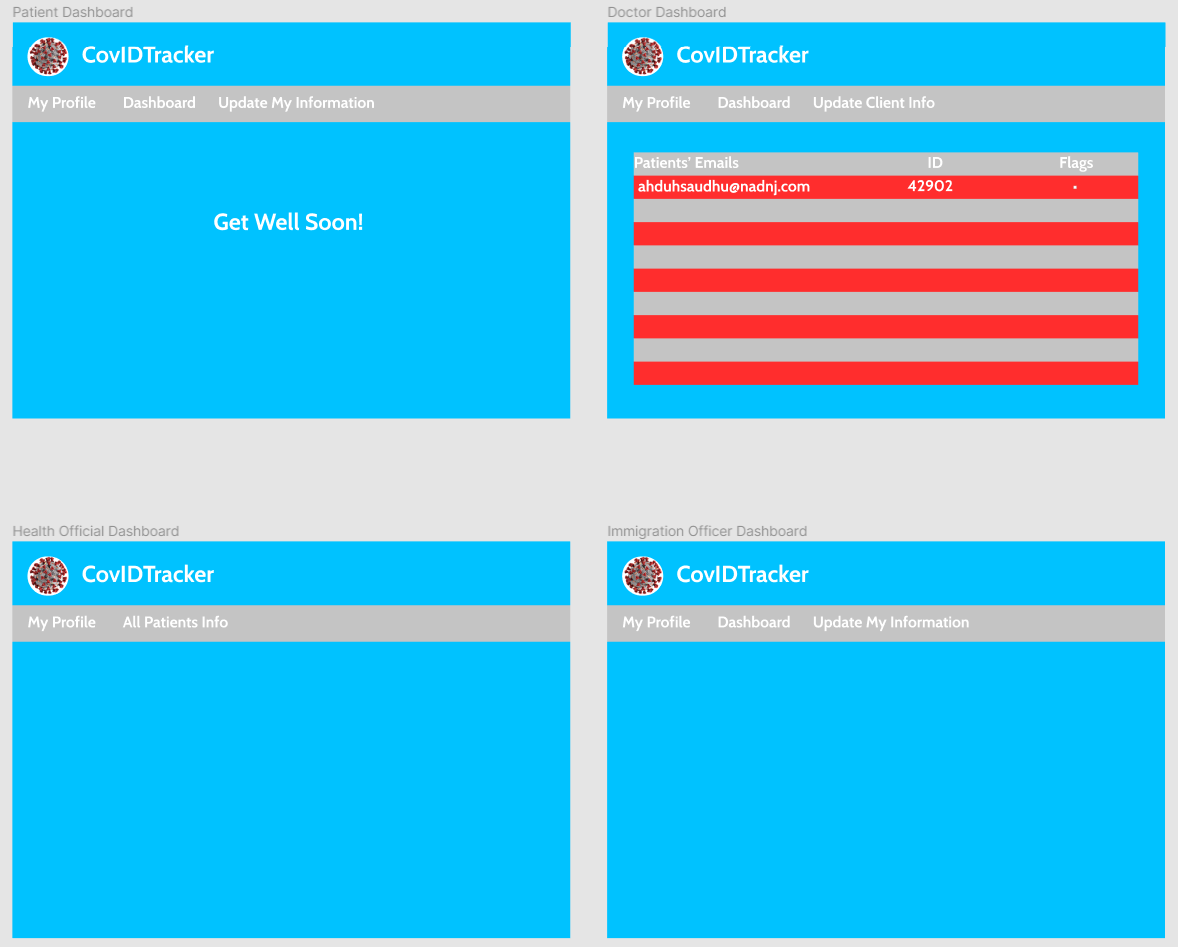 Patient Dashboard
CovIDTracker
My Profile Dashboard Update My Information
Get Well Soon!
Doctor Dashboard
CovIDTracker
My Profile Dashboard Update Client Info
Patients' Emails ID Flags
ahduhsaudhu@nadnj.com 42902 •
Health Official Dashboard
CovIDTracker
My Profile All Patients Info
Immigration Officer Dashboard
CovIDTracker
My Profile Dashboard Update My Information